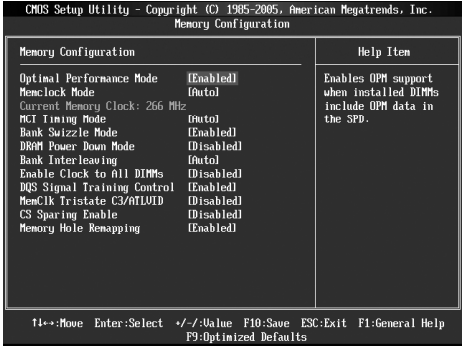 CMOS Setup Utility - Copyright (C) 1985-2005, American Megatrends, Inc.
Memory Configuration
Memory Configuration
Help Item
Optimal Performance Mode [Enabled]
Memclock Mode [Auto]
Current Memory Clock: 266 MHz
MCT Timing Mode [Auto]
Bank Swizzle Mode [Enabled]
DRAM Power Down Mode [Disabled]
Bank Interleaving [Auto]
Enable Clock to All DIMMs [Disabled]
DQS Signal Training Control [Enabled]
MemClk Tristate C3/ATLVID [Disabled]
CS Sparing Enable [Disabled]
Memory Hole Remapping [Enabled]
Enables OPM support
when installed DIMMs
include OPM data in
the SPD.
↑↓↔:Move Enter:Select +/-/:Value F10:Save ESC:Exit F1:General Help
F9:Optimized Defaults